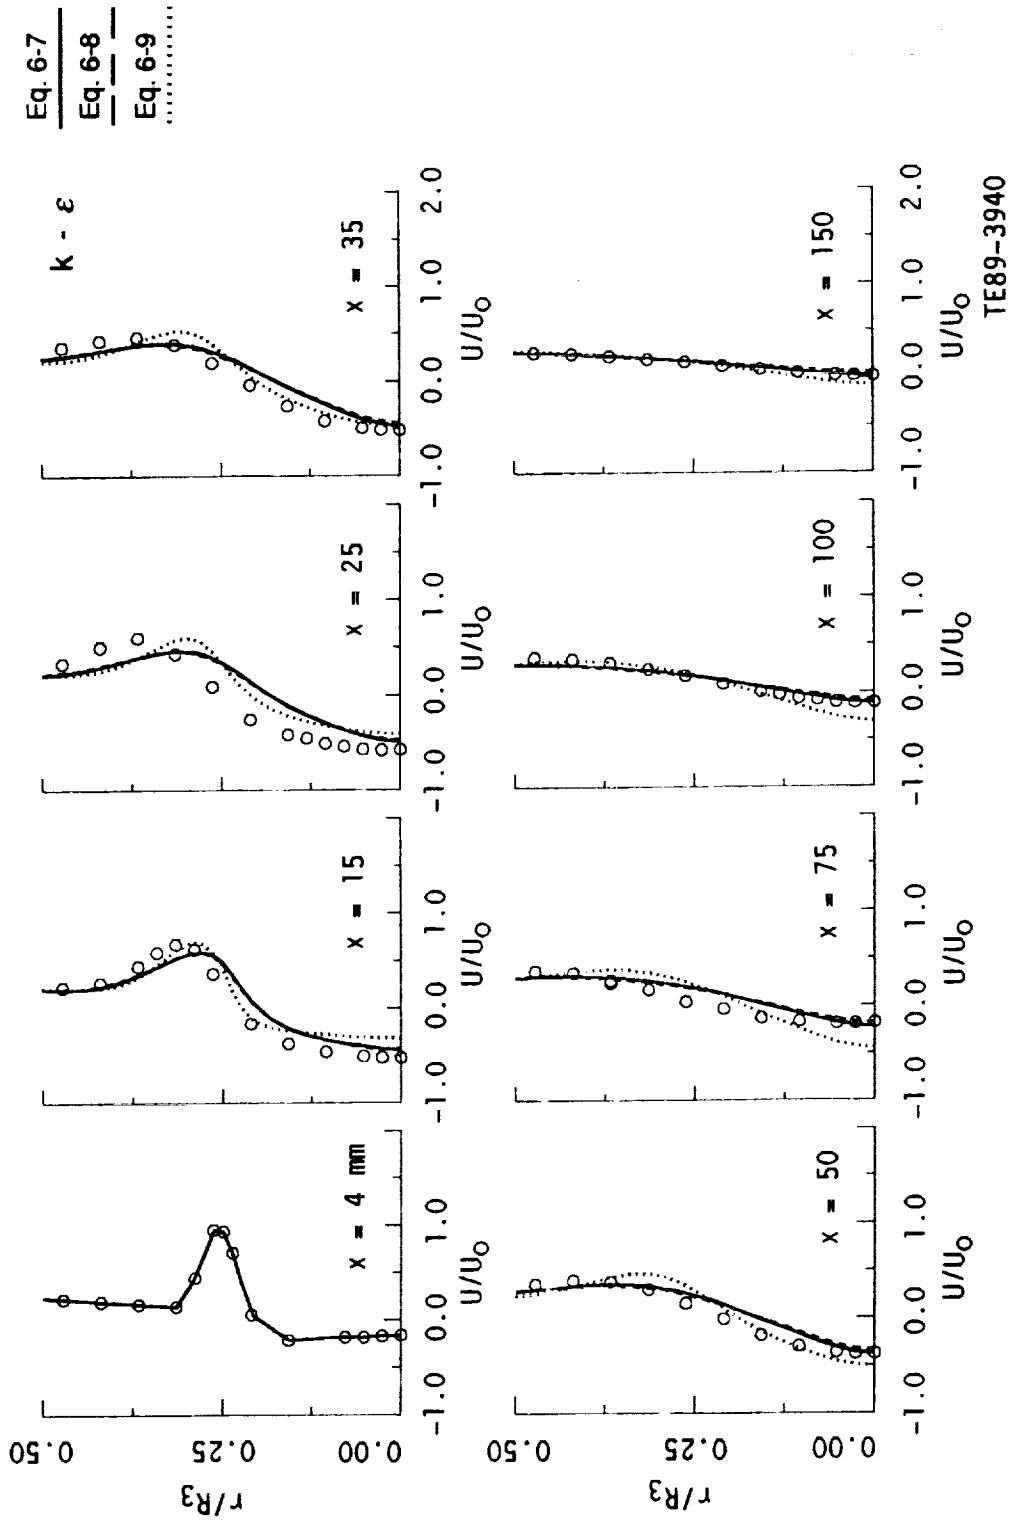 Eq. 6-7
Eq. 6-8
Eq. 6-9
k - ε
r/R3
0.50
0.25
0.00
x = 4 mm
-1.0
0.0
1.0
U/UO
x = 15
-1.0
0.0
1.0
U/UO
x = 25
-1.0
0.0
1.0
U/UO
x = 35
-1.0
0.0
1.0
2.0
U/UO
r/R3
0.50
0.25
0.00
x = 50
-1.0
0.0
1.0
U/UO
x = 75
-1.0
0.0
1.0
U/UO
x = 100
-1.0
0.0
1.0
U/UO
x = 150
-1.0
0.0
1.0
2.0
U/UO
TE89-3940